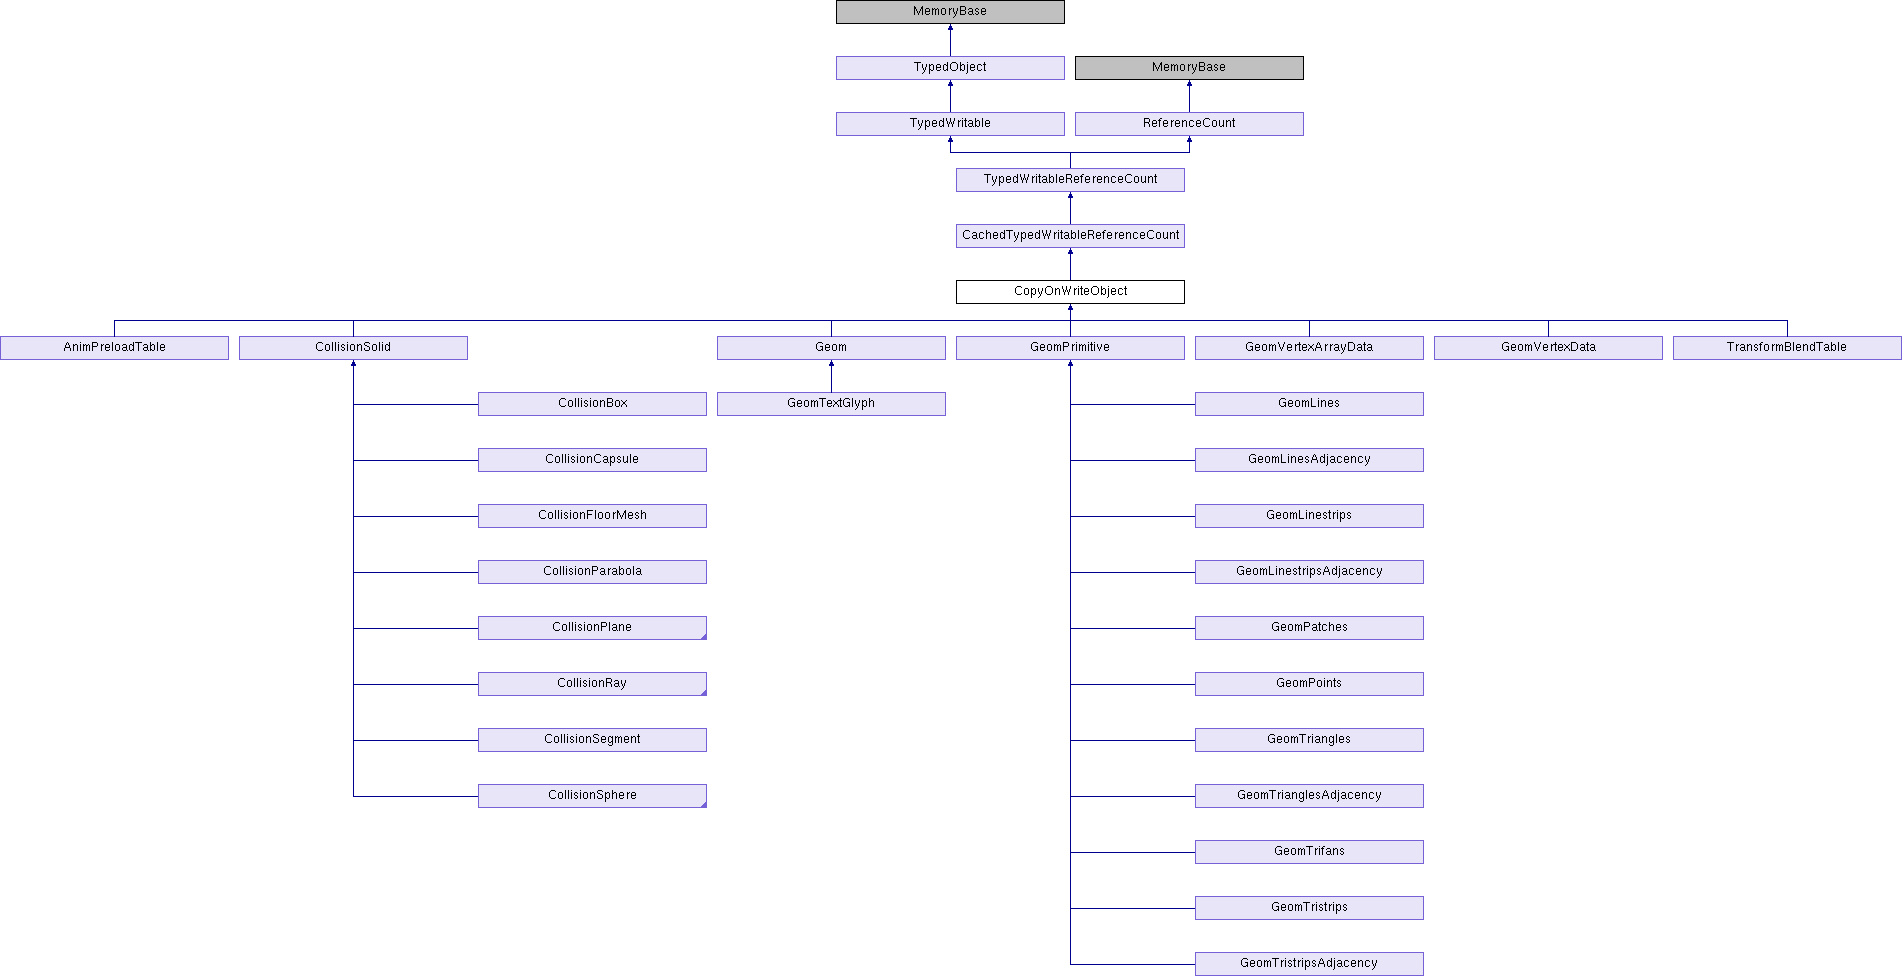 MemoryBase
TypedObject
MemoryBase
TypedWritable
ReferenceCount
TypedWritableReferenceCount
CachedTypedWritableReferenceCount
CopyOnWriteObject
AnimPreloadTable
CollisionSolid
Geom
GeomPrimitive
GeomVertexArrayData
GeomVertexData
TransformBlendTable
CollisionBox
GeomTextGlyph
GeomLines
CollisionCapsule
GeomLinesAdjacency
CollisionFloorMesh
GeomLinestrips
CollisionParabola
GeomLinestripsAdjacency
CollisionPlane
GeomPatches
CollisionRay
GeomPoints
CollisionSegment
GeomTriangles
CollisionSphere
GeomTrianglesAdjacency
GeomTrifans
GeomTristrips
GeomTristripsAdjacency